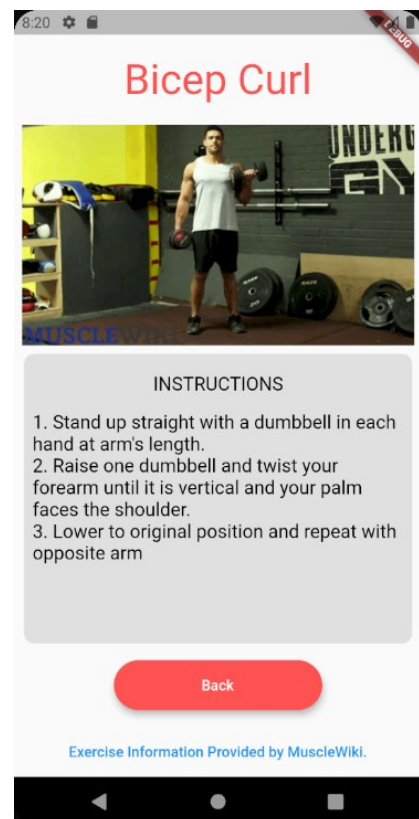 8:20
DEBUG
Bicep Curl
UNDERG
GY
MUSCLEWIKI
INSTRUCTIONS
1. Stand up straight with a dumbbell in each
hand at arm's length.
2. Raise one dumbbell and twist your
forearm until it is vertical and your palm
faces the shoulder.
3. Lower to original position and repeat with
opposite arm
Back
Exercise Information Provided by MuscleWiki.